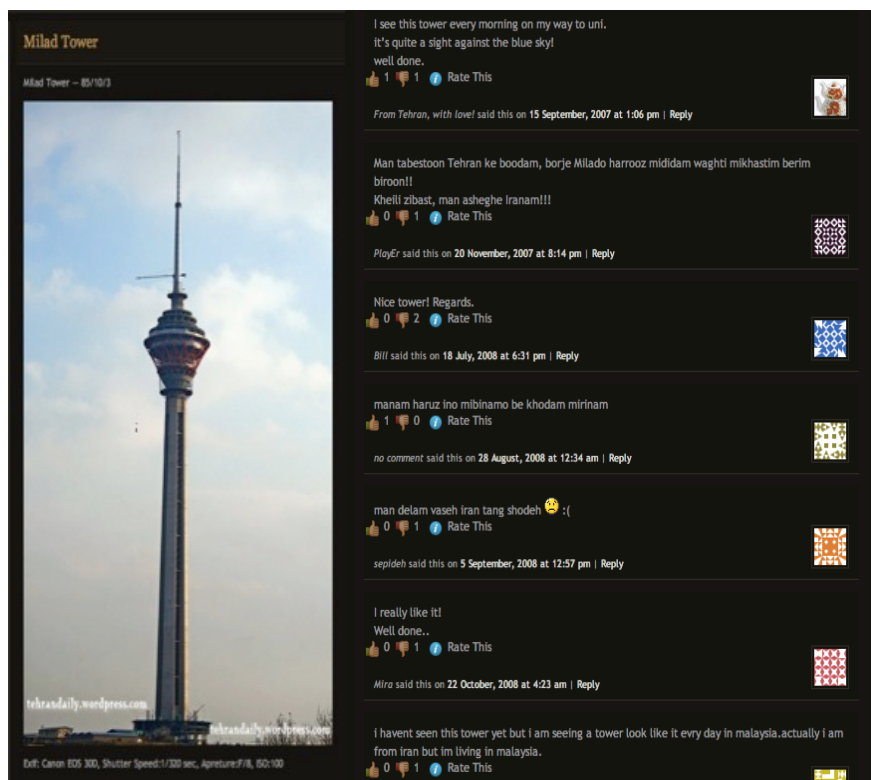 Milad Tower
Milad Tower – 85/10/3
tehrandaily.wordpress.com
tehrandaily.wordpress.com
Exif: Canon EOS 30D, Shutter Speed:1/320 sec, Apreture:F/8, ISO:100
I see this tower every morning on my way to uni.
it's quite a sight against the blue sky!
well done.
1 1 i Rate This
From Tehran, with love! said this on 15 September, 2007 at 1:06 pm | Reply
Man tabestoon Tehran ke boodam, borje Milado harrooz mididam waghti mikhastim berim
biroon!!
Kheili zibast, man asheghe Iranam!!!
0 1 i Rate This
PlayEr said this on 20 November, 2007 at 8:14 pm | Reply
Nice tower! Regards.
0 2 i Rate This
Bill said this on 18 July, 2008 at 6:31 pm | Reply
manam haruz ino mibinamo be khodam mirinam
1 0 i Rate This
no comment said this on 28 August, 2008 at 12:34 am | Reply
man delam vaseh iran tang shodeh :(
0 1 i Rate This
sepideh said this on 5 September, 2008 at 12:57 pm | Reply
I really like it!
Well done..
0 1 i Rate This
Mira said this on 22 October, 2008 at 4:23 am | Reply
i havent seen this tower yet but i am seeing a tower look like it evry day in malaysia.actually i am
from iran but im living in malaysia.
0 1 i Rate This